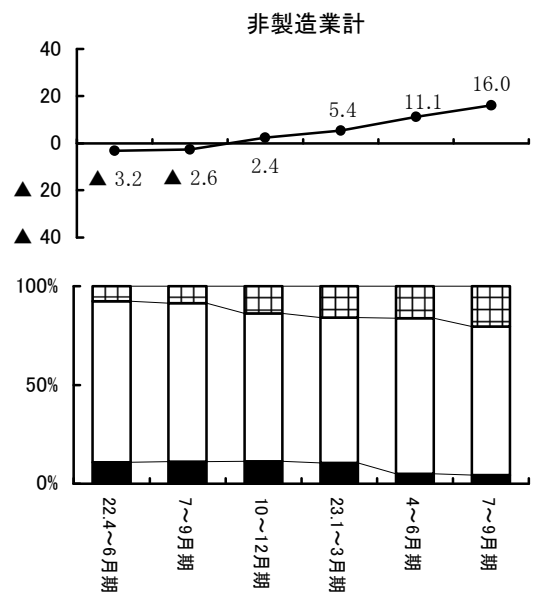 非製造業計
40
20
0
▲ 20
▲ 40
▲ 3.2
▲ 2.6
2.4
5.4
11.1
16.0
100%
50%
0%
22.4～6月期
7～9月期
10～12月期
23.1～3月期
4～6月期
7～9月期